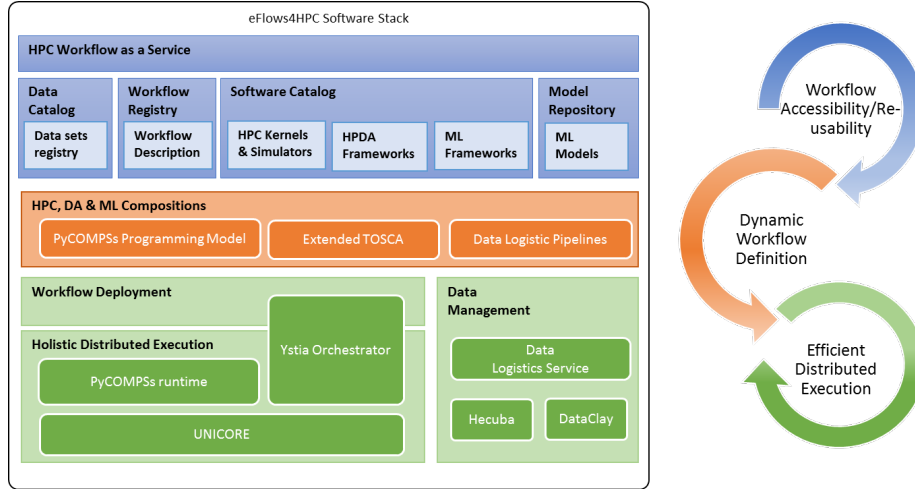 eFlows4HPC Software Stack
HPC Workflow as a Service
Data
Catalog
Data sets
registry
Workflow
Registry
Workflow
Description
Software Catalog
HPC Kernels
& Simulators
HPDA
Frameworks
ML
Frameworks
Model
Repository
ML
Models
HPC, DA & ML Compositions
PyCOMPSs Programming Model
Extended TOSCA
Data Logistic Pipelines
Workflow Deployment
Holistic Distributed Execution
Ystia Orchestrator
PyCOMPSs runtime
UNICORE
Data
Management
Data
Logistics Service
Hecuba
DataClay
Workflow
Accessibility/Re-
usability
Dynamic
Workflow
Definition
Efficient
Distributed
Execution